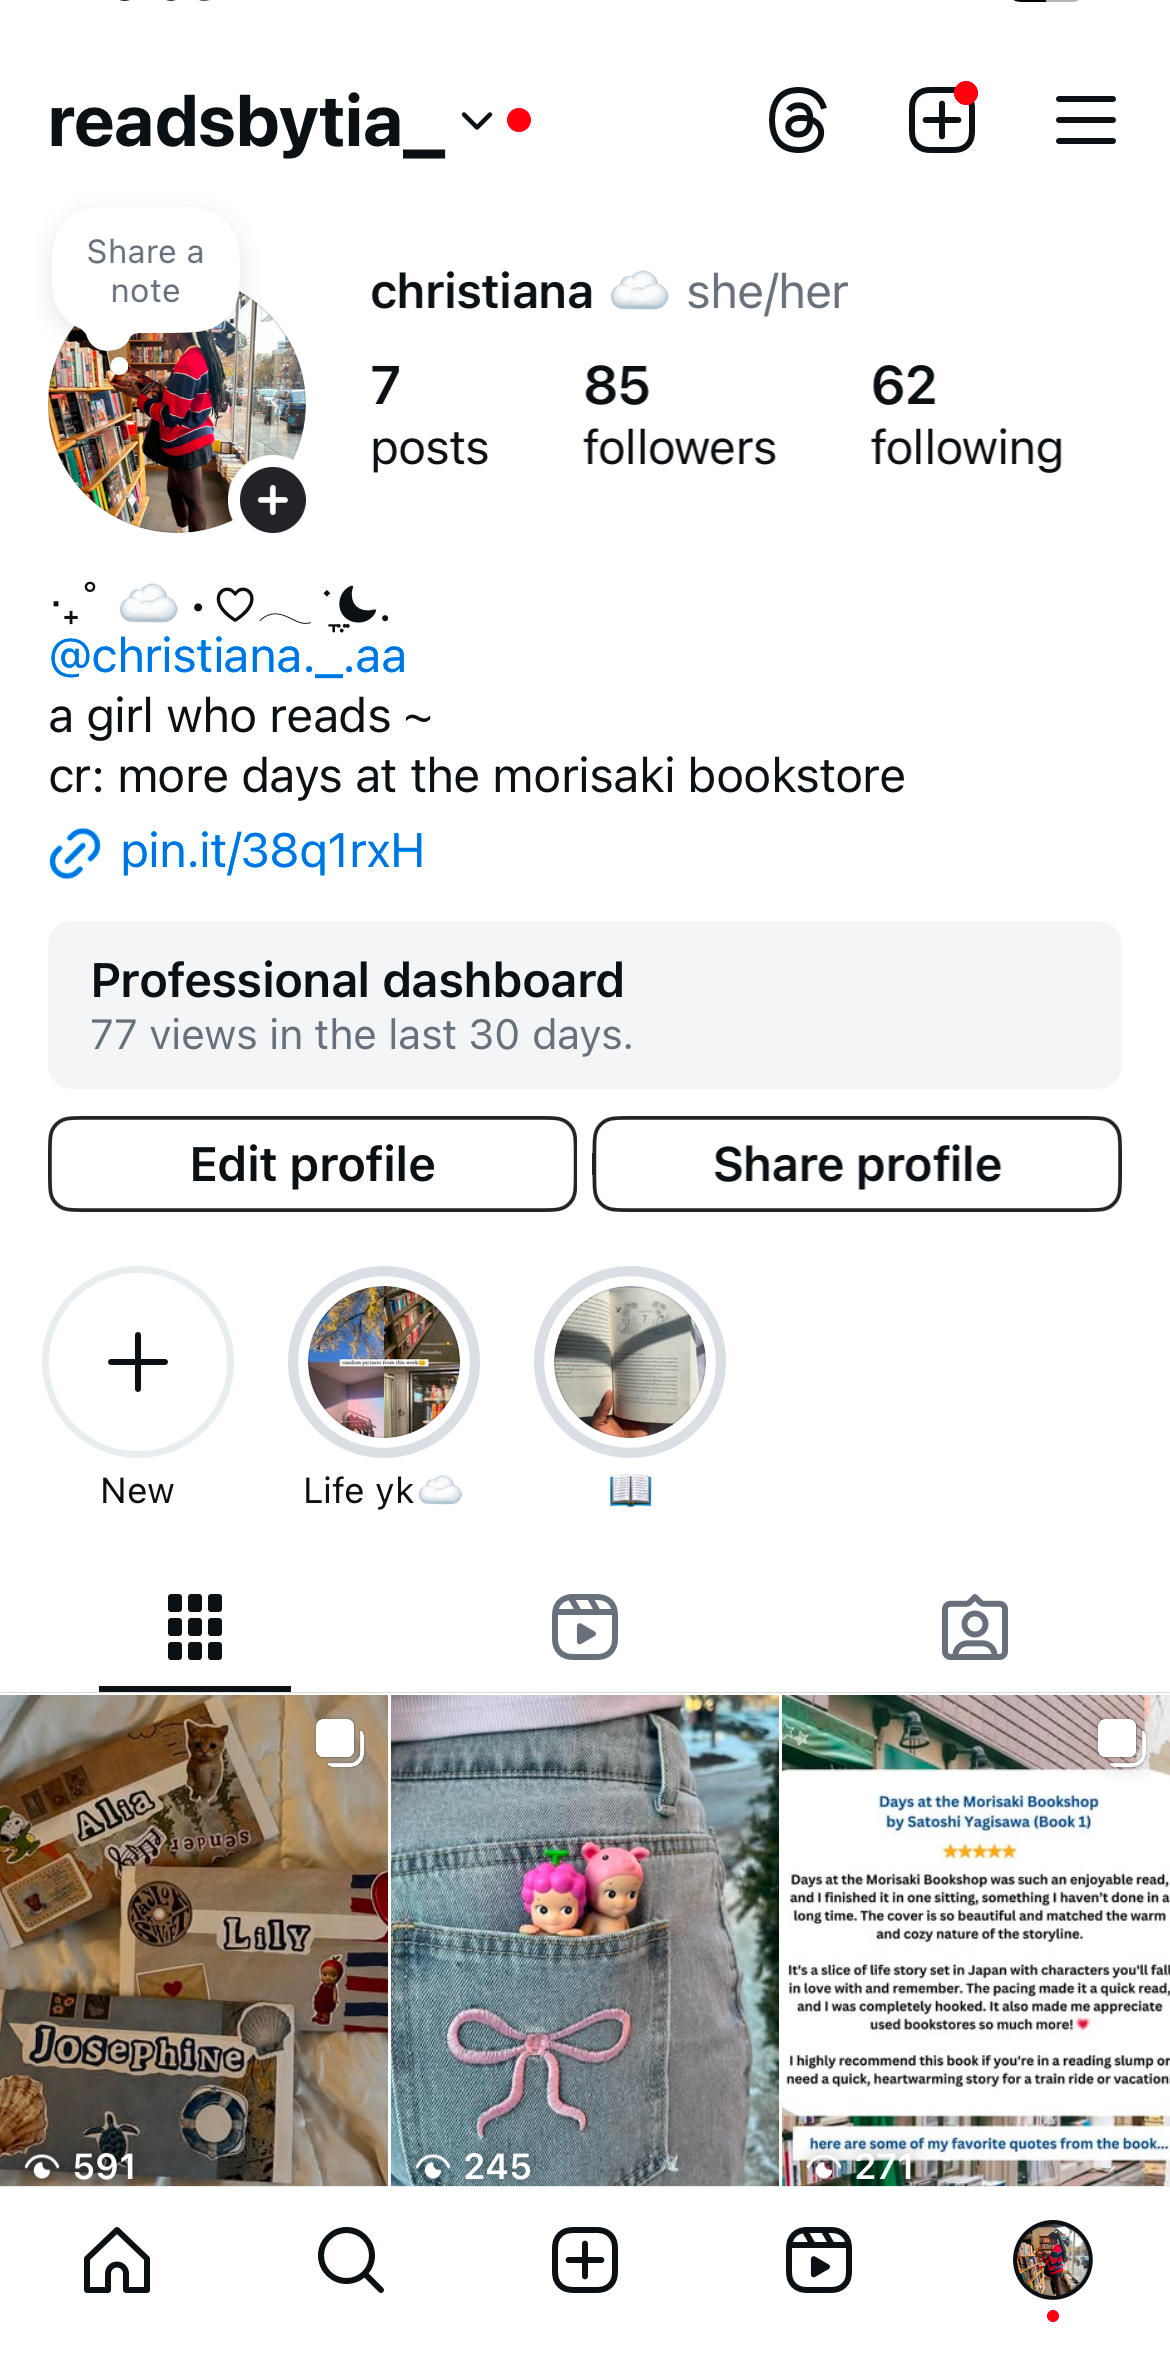 readsbytia_
Share a
note
christiana ☁️ she/her
7
posts
85
followers
62
following
@christiana._.aa
a girl who reads ~
cr: more days at the morisaki bookstore
pin.it/38q1rxH
Professional dashboard
77 views in the last 30 days.
Edit profile
Share profile
random pictures from this week
New
Life yk☁️
📖
Alia
Lily
Josephine
591
245
Days at the Morisaki Bookshop
by Satoshi Yagisawa (Book 1)
Days at the Morisaki Bookshop was such an enjoyable read,
and I finished it in one sitting, something I haven't done in a
long time. The cover is so beautiful and matched the warm
and cozy nature of the storyline.
It's a slice of life story set in Japan with characters you'll fall
in love with and remember. The pacing made it a quick read,
and I was completely hooked. It also made me appreciate
used bookstores so much more!
I highly recommend this book if you're in a reading slump or
need a quick, heartwarming story for a train ride or vacation
here are some of my favorite quotes from the book...
271